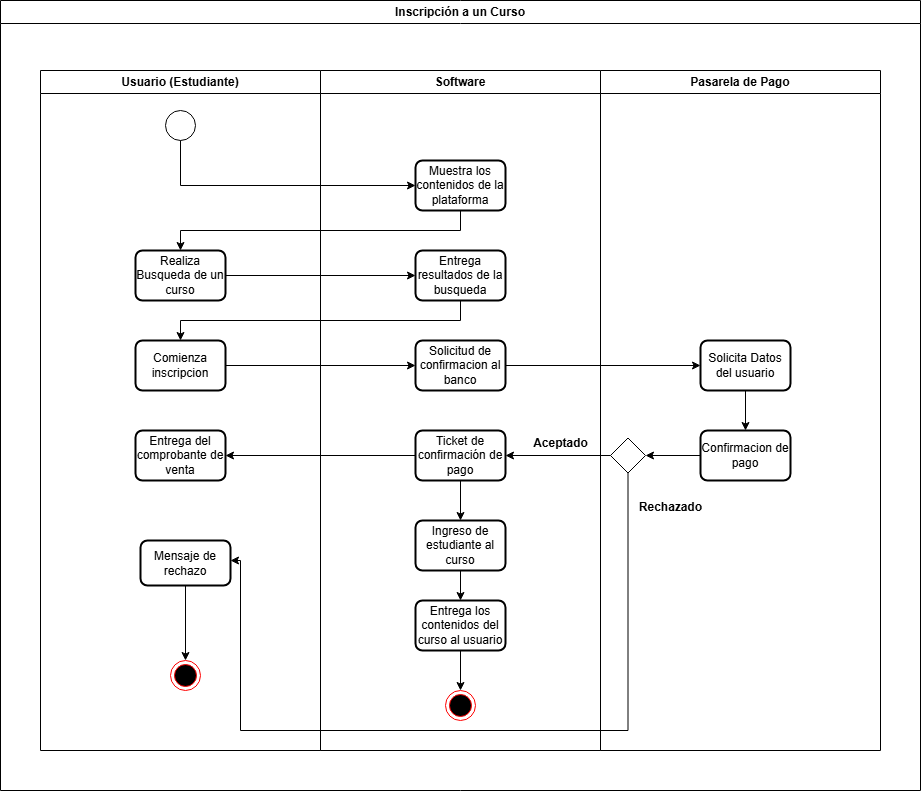 Inscripción a un Curso
Usuario (Estudiante)
Software
Pasarela de Pago
Muestra los
contenidos de la
plataforma
Realiza
Busqueda de un
curso
Entrega
resultados de la
busqueda
Comienza
inscripcion
Solicitud de
confirmacion al
banco
Solicita Datos
del usuario
Entrega del
comprobante de
venta
Ticket de
confirmación de
pago
Aceptado
Confirmacion de
pago
Rechazado
Ingreso de
estudiante al
curso
Mensaje de
rechazo
Entrega los
contenidos del
curso al usuario